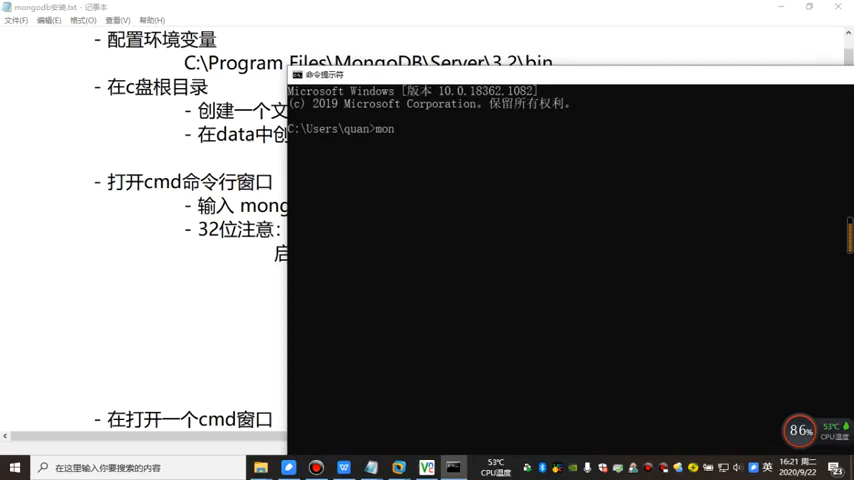 mongodb安装.txt - 记事本
文件(F) 编辑(E) 格式(O) 查看(V) 帮助(H)
- 配置环境变量
C:\Program Files\MongoDB\Server\3.2\bin
- 在c盘根目录
- 创建一个文
- 在data中创
- 打开cmd命令行窗口
- 输入 mong
- 32位注意:
启
- 在打开一个cmd窗口
命令提示符
Microsoft Windows [版本 10.0.18362.1082]
(c) 2019 Microsoft Corporation。保留所有权利。
C:\Users\quan>mon
86%
53℃
CPU温度
在这里输入你要搜索的内容
53℃
CPU温度
英
16:21 周二
2020/9/22
23